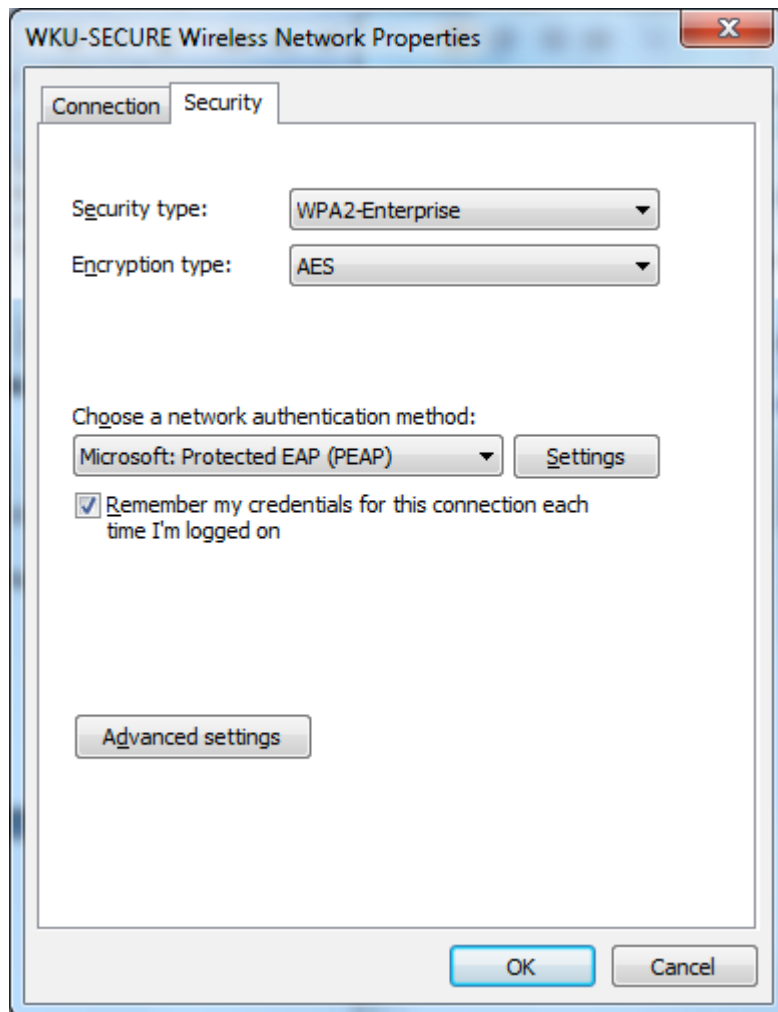 WKU-SECURE Wireless Network Properties
Connection Security
Security type: WPA2-Enterprise
Encryption type: AES
Choose a network authentication method:
Microsoft: Protected EAP (PEAP) Settings
Remember my credentials for this connection each
time I'm logged on
Advanced settings
OK Cancel